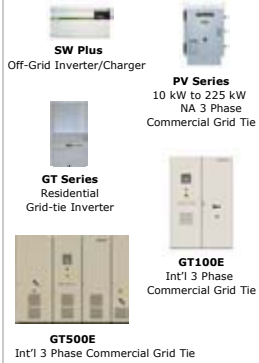 SW Plus
Off-Grid Inverter/Charger
PV Series
10 kW to 225 kW
NA 3 Phase
Commercial Grid Tie
GT Series
Residential
Grid-tie Inverter
GT100E
Int'l 3 Phase
Commercial Grid Tie
GT500E
Int'l 3 Phase Commercial Grid Tie